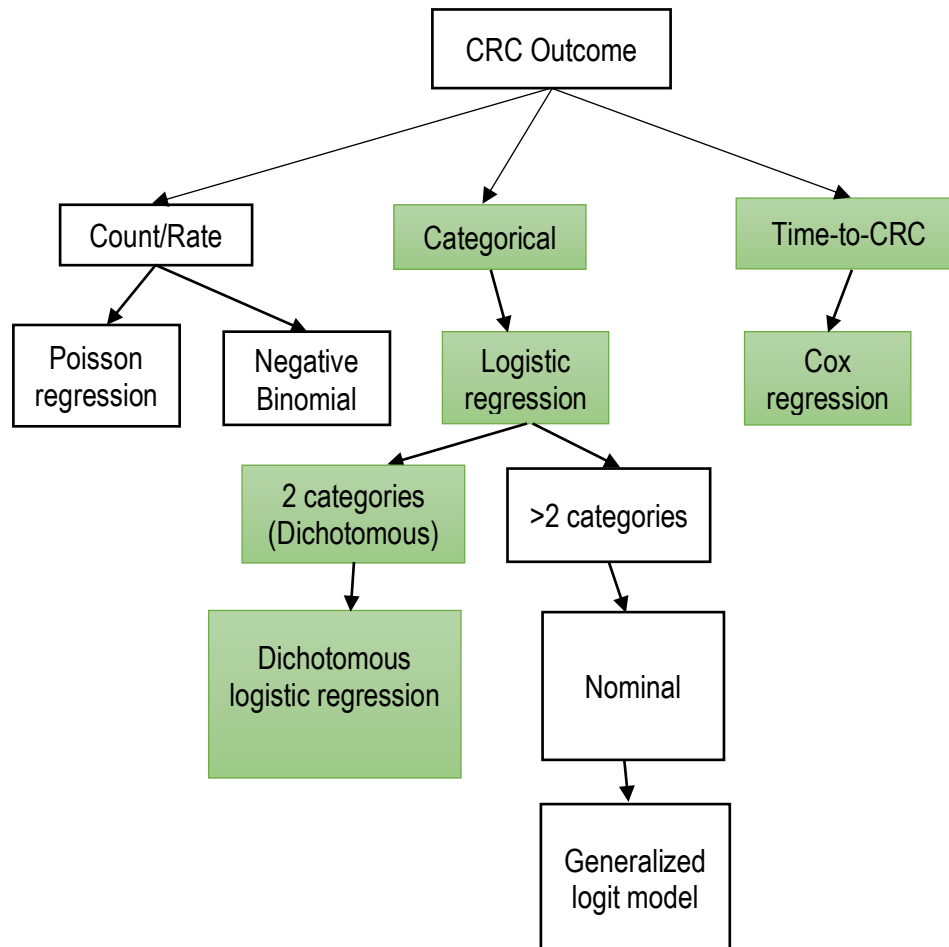 CRC Outcome
Count/Rate
Categorical
Time-to-CRC
Poisson
regression
Negative
Binomial
Logistic
regression
Cox
regression
2 categories
(Dichotomous)
>2 categories
Dichotomous
logistic regression
Nominal
Generalized
logit model